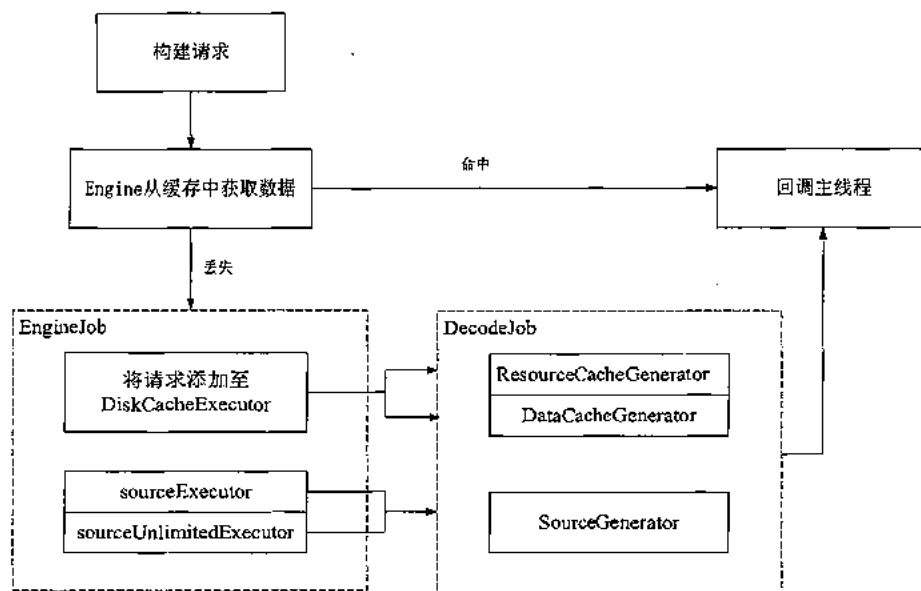 构建请求
Engine从缓存中获取数据
命中
回调主线程
丢失
EngineJob
将请求添加至
DiskCacheExecutor
sourceExecutor
sourceUnlimitedExecutor
DecodeJob
ResourceCacheGenerator
DataCacheGenerator
SourceGenerator